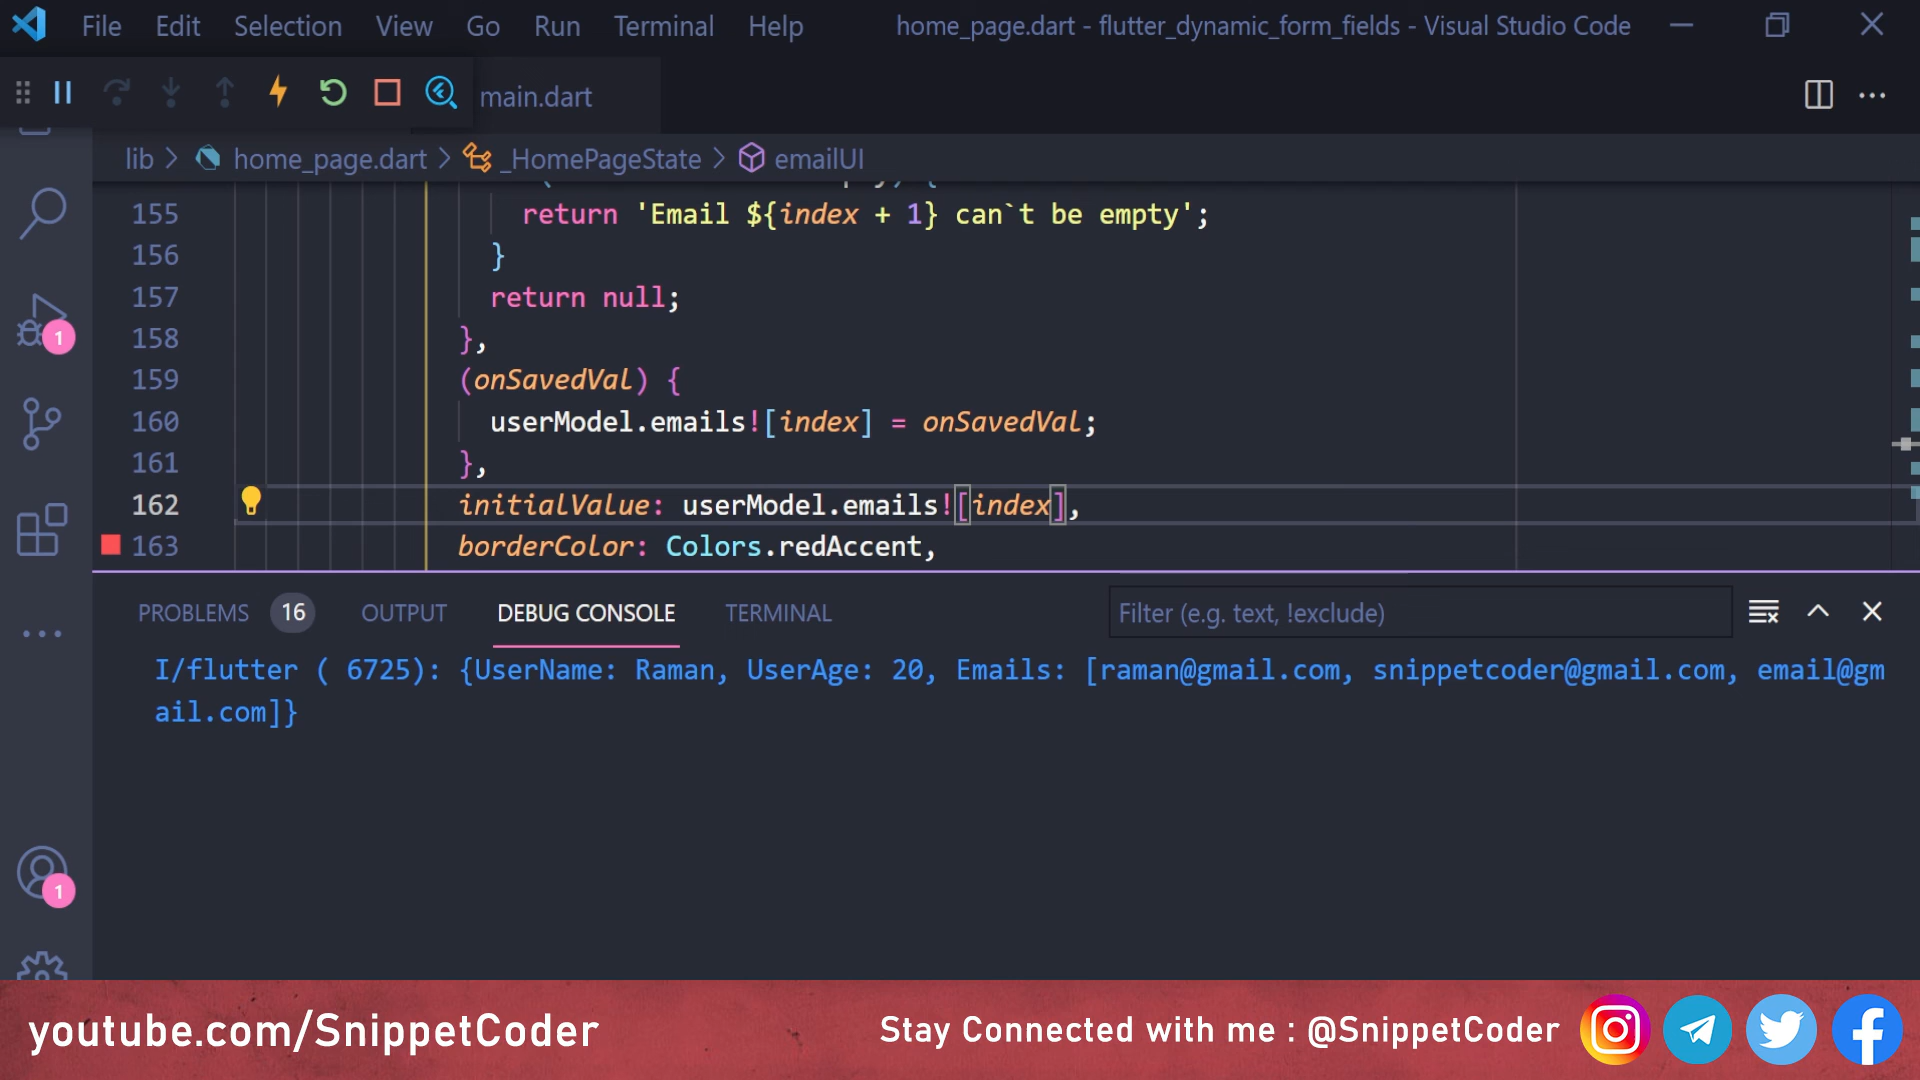 File Edit Selection View Go Run Terminal Help home_page.dart - flutter_dynamic_form_fields - Visual Studio Code
main.dart
lib > home_page.dart > _HomePageState > emailUI
155 return 'Email ${index + 1} can`t be empty';
156 }
157 return null;
158 },
159 (onSavedVal) {
160 userModel.emails![index] = onSavedVal;
161 },
162 initialValue: userModel.emails![index],
163 borderColor: Colors.redAccent,
1
PROBLEMS 16 OUTPUT DEBUG CONSOLE TERMINAL Filter (e.g. text, !exclude)
I/flutter ( 6725): {UserName: Raman, UserAge: 20, Emails: [raman@gmail.com, snippetcoder@gmail.com, email@gm
ail.com]}
1
youtube.com/SnippetCoder Stay Connected with me : @SnippetCoder